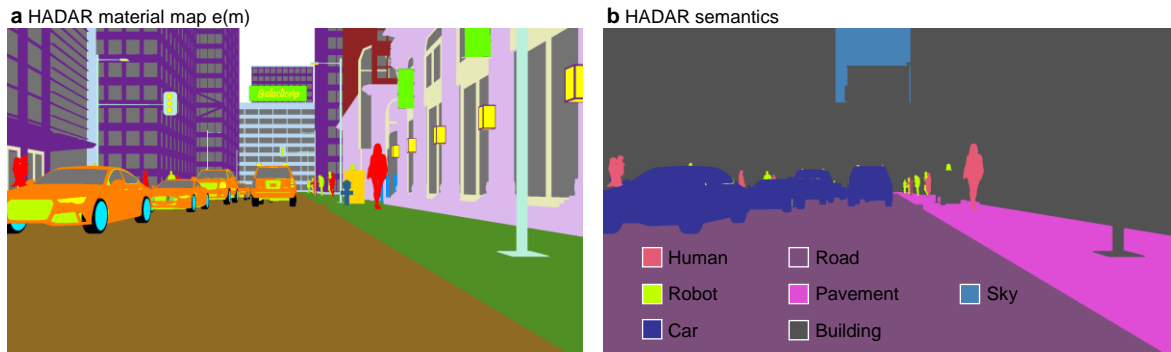 a HADAR material map e(m)
b HADAR semantics
Human
Road
Robot
Pavement
Sky
Car
Building